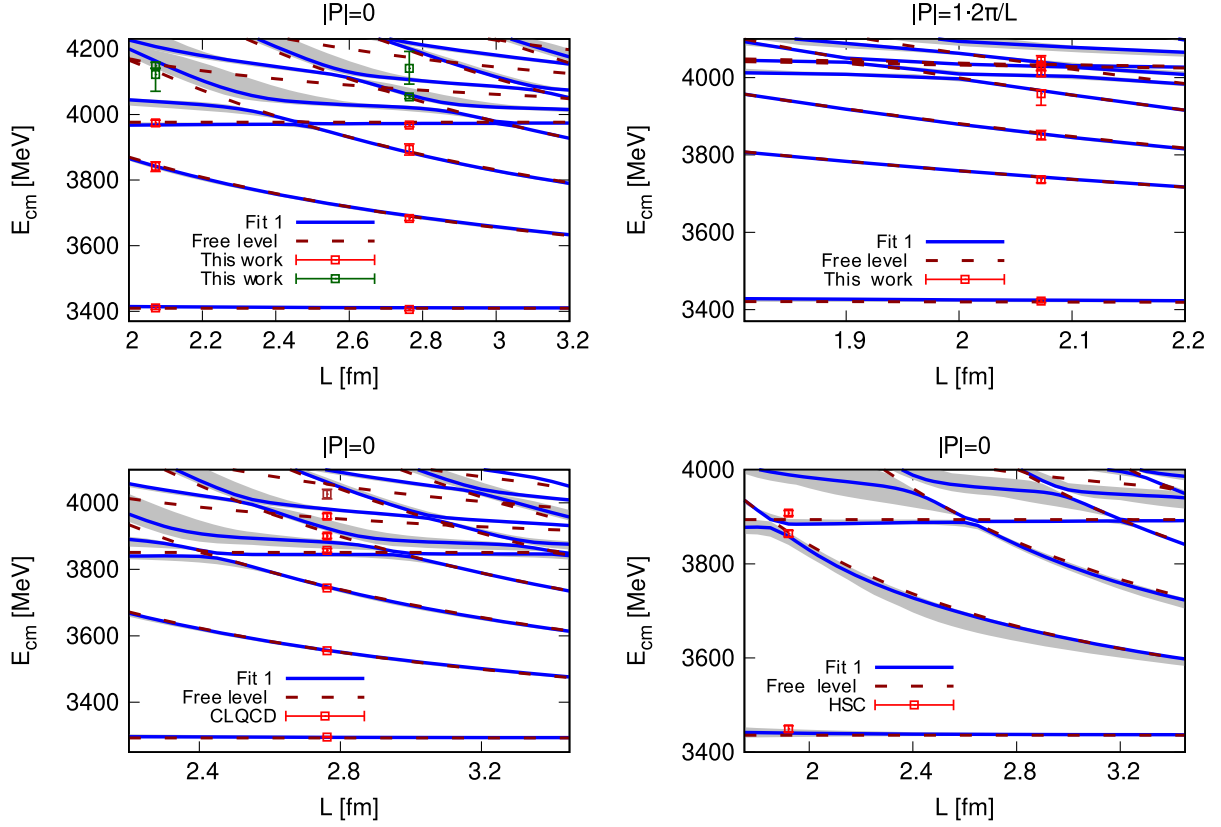 |P|=0
E_cm [MeV]
4200
4000
3800
3600
3400
Fit 1
Free level
This work
This work
2
2.2
2.4
2.6
2.8
3
3.2
L [fm]
|P|=1·2π/L
E_cm [MeV]
4000
3800
3600
3400
Fit 1
Free level
This work
1.9
2
2.1
2.2
L [fm]
|P|=0
E_cm [MeV]
4000
3800
3600
3400
Fit 1
Free level
CLQCD
2.4
2.8
3.2
L [fm]
|P|=0
E_cm [MeV]
4000
3800
3600
3400
Fit 1
Free level
HSC
2
2.4
2.8
3.2
L [fm]